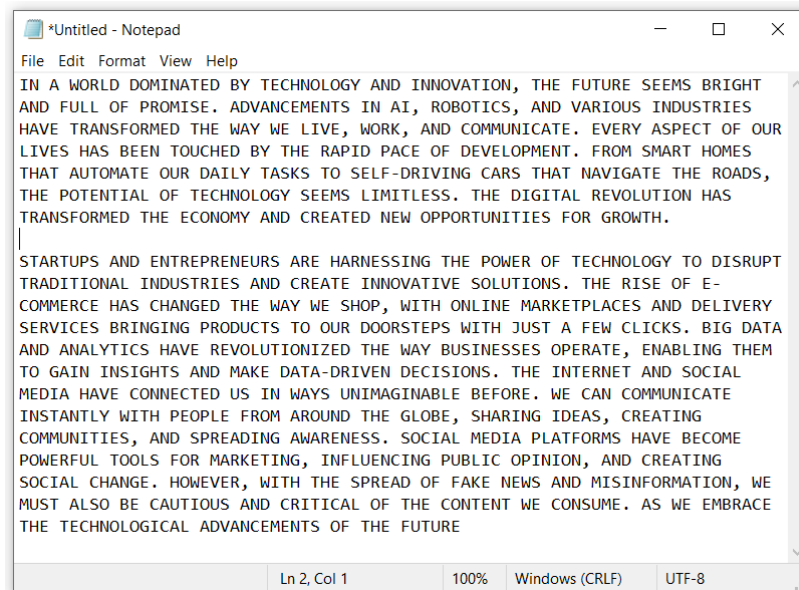 *Untitled - Notepad
File Edit Format View Help
IN A WORLD DOMINATED BY TECHNOLOGY AND INNOVATION, THE FUTURE SEEMS BRIGHT
AND FULL OF PROMISE. ADVANCEMENTS IN AI, ROBOTICS, AND VARIOUS INDUSTRIES
HAVE TRANSFORMED THE WAY WE LIVE, WORK, AND COMMUNICATE. EVERY ASPECT OF OUR
LIVES HAS BEEN TOUCHED BY THE RAPID PACE OF DEVELOPMENT. FROM SMART HOMES
THAT AUTOMATE OUR DAILY TASKS TO SELF-DRIVING CARS THAT NAVIGATE THE ROADS,
THE POTENTIAL OF TECHNOLOGY SEEMS LIMITLESS. THE DIGITAL REVOLUTION HAS
TRANSFORMED THE ECONOMY AND CREATED NEW OPPORTUNITIES FOR GROWTH.
STARTUPS AND ENTREPRENEURS ARE HARNESSING THE POWER OF TECHNOLOGY TO DISRUPT
TRADITIONAL INDUSTRIES AND CREATE INNOVATIVE SOLUTIONS. THE RISE OF E-
COMMERCE HAS CHANGED THE WAY WE SHOP, WITH ONLINE MARKETPLACES AND DELIVERY
SERVICES BRINGING PRODUCTS TO OUR DOORSTEPS WITH JUST A FEW CLICKS. BIG DATA
AND ANALYTICS HAVE REVOLUTIONIZED THE WAY BUSINESSES OPERATE, ENABLING THEM
TO GAIN INSIGHTS AND MAKE DATA-DRIVEN DECISIONS. THE INTERNET AND SOCIAL
MEDIA HAVE CONNECTED US IN WAYS UNIMAGINABLE BEFORE. WE CAN COMMUNICATE
INSTANTLY WITH PEOPLE FROM AROUND THE GLOBE, SHARING IDEAS, CREATING
COMMUNITIES, AND SPREADING AWARENESS. SOCIAL MEDIA PLATFORMS HAVE BECOME
POWERFUL TOOLS FOR MARKETING, INFLUENCING PUBLIC OPINION, AND CREATING
SOCIAL CHANGE. HOWEVER, WITH THE SPREAD OF FAKE NEWS AND MISINFORMATION, WE
MUST ALSO BE CAUTIOUS AND CRITICAL OF THE CONTENT WE CONSUME. AS WE EMBRACE
THE TECHNOLOGICAL ADVANCEMENTS OF THE FUTURE
Ln 2, Col 1 100% Windows (CRLF) UTF-8